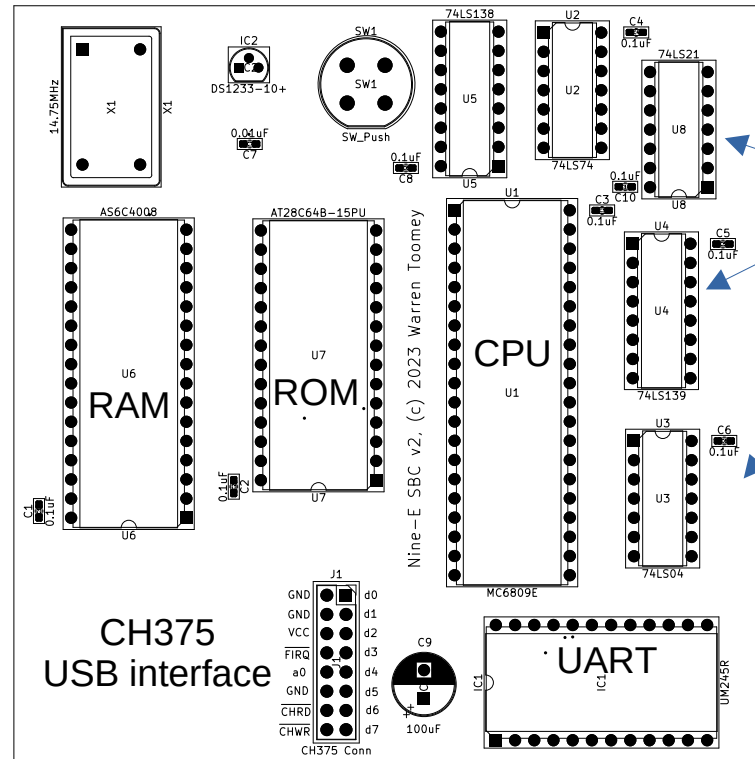 74LS138
U2
C4
0.1uF
SW1
IC2
C7
DS1233-10+
SW1
SW_Push
14.75MHz
X1
X1
U5
U5
U2
74LS74
74LS21
U8
U8
0.01uF
C7
0.1uF
C8
0.1uF
C10
C3
0.1uF
U1
AS6C4008
U6
RAM
U6
AT28C64B-15PU
U7
ROM
U7
Nine-E SBC v2, (c) 2023 Warren Toomey
CPU
U1
MC6809E
U4
U4
74LS139
C5
0.1uF
U3
U3
74LS04
C6
0.1uF
C1
0.1uF
0.1uF
C2
CH375
USB interface
J1
J1
GND d0
GND d1
VCC d2
FIRQ d3
a0 d4
GND d5
CHRD d6
CHWR d7
CH375 Conn
C9
++
100uF
UART
IC1
IC1
UM245R